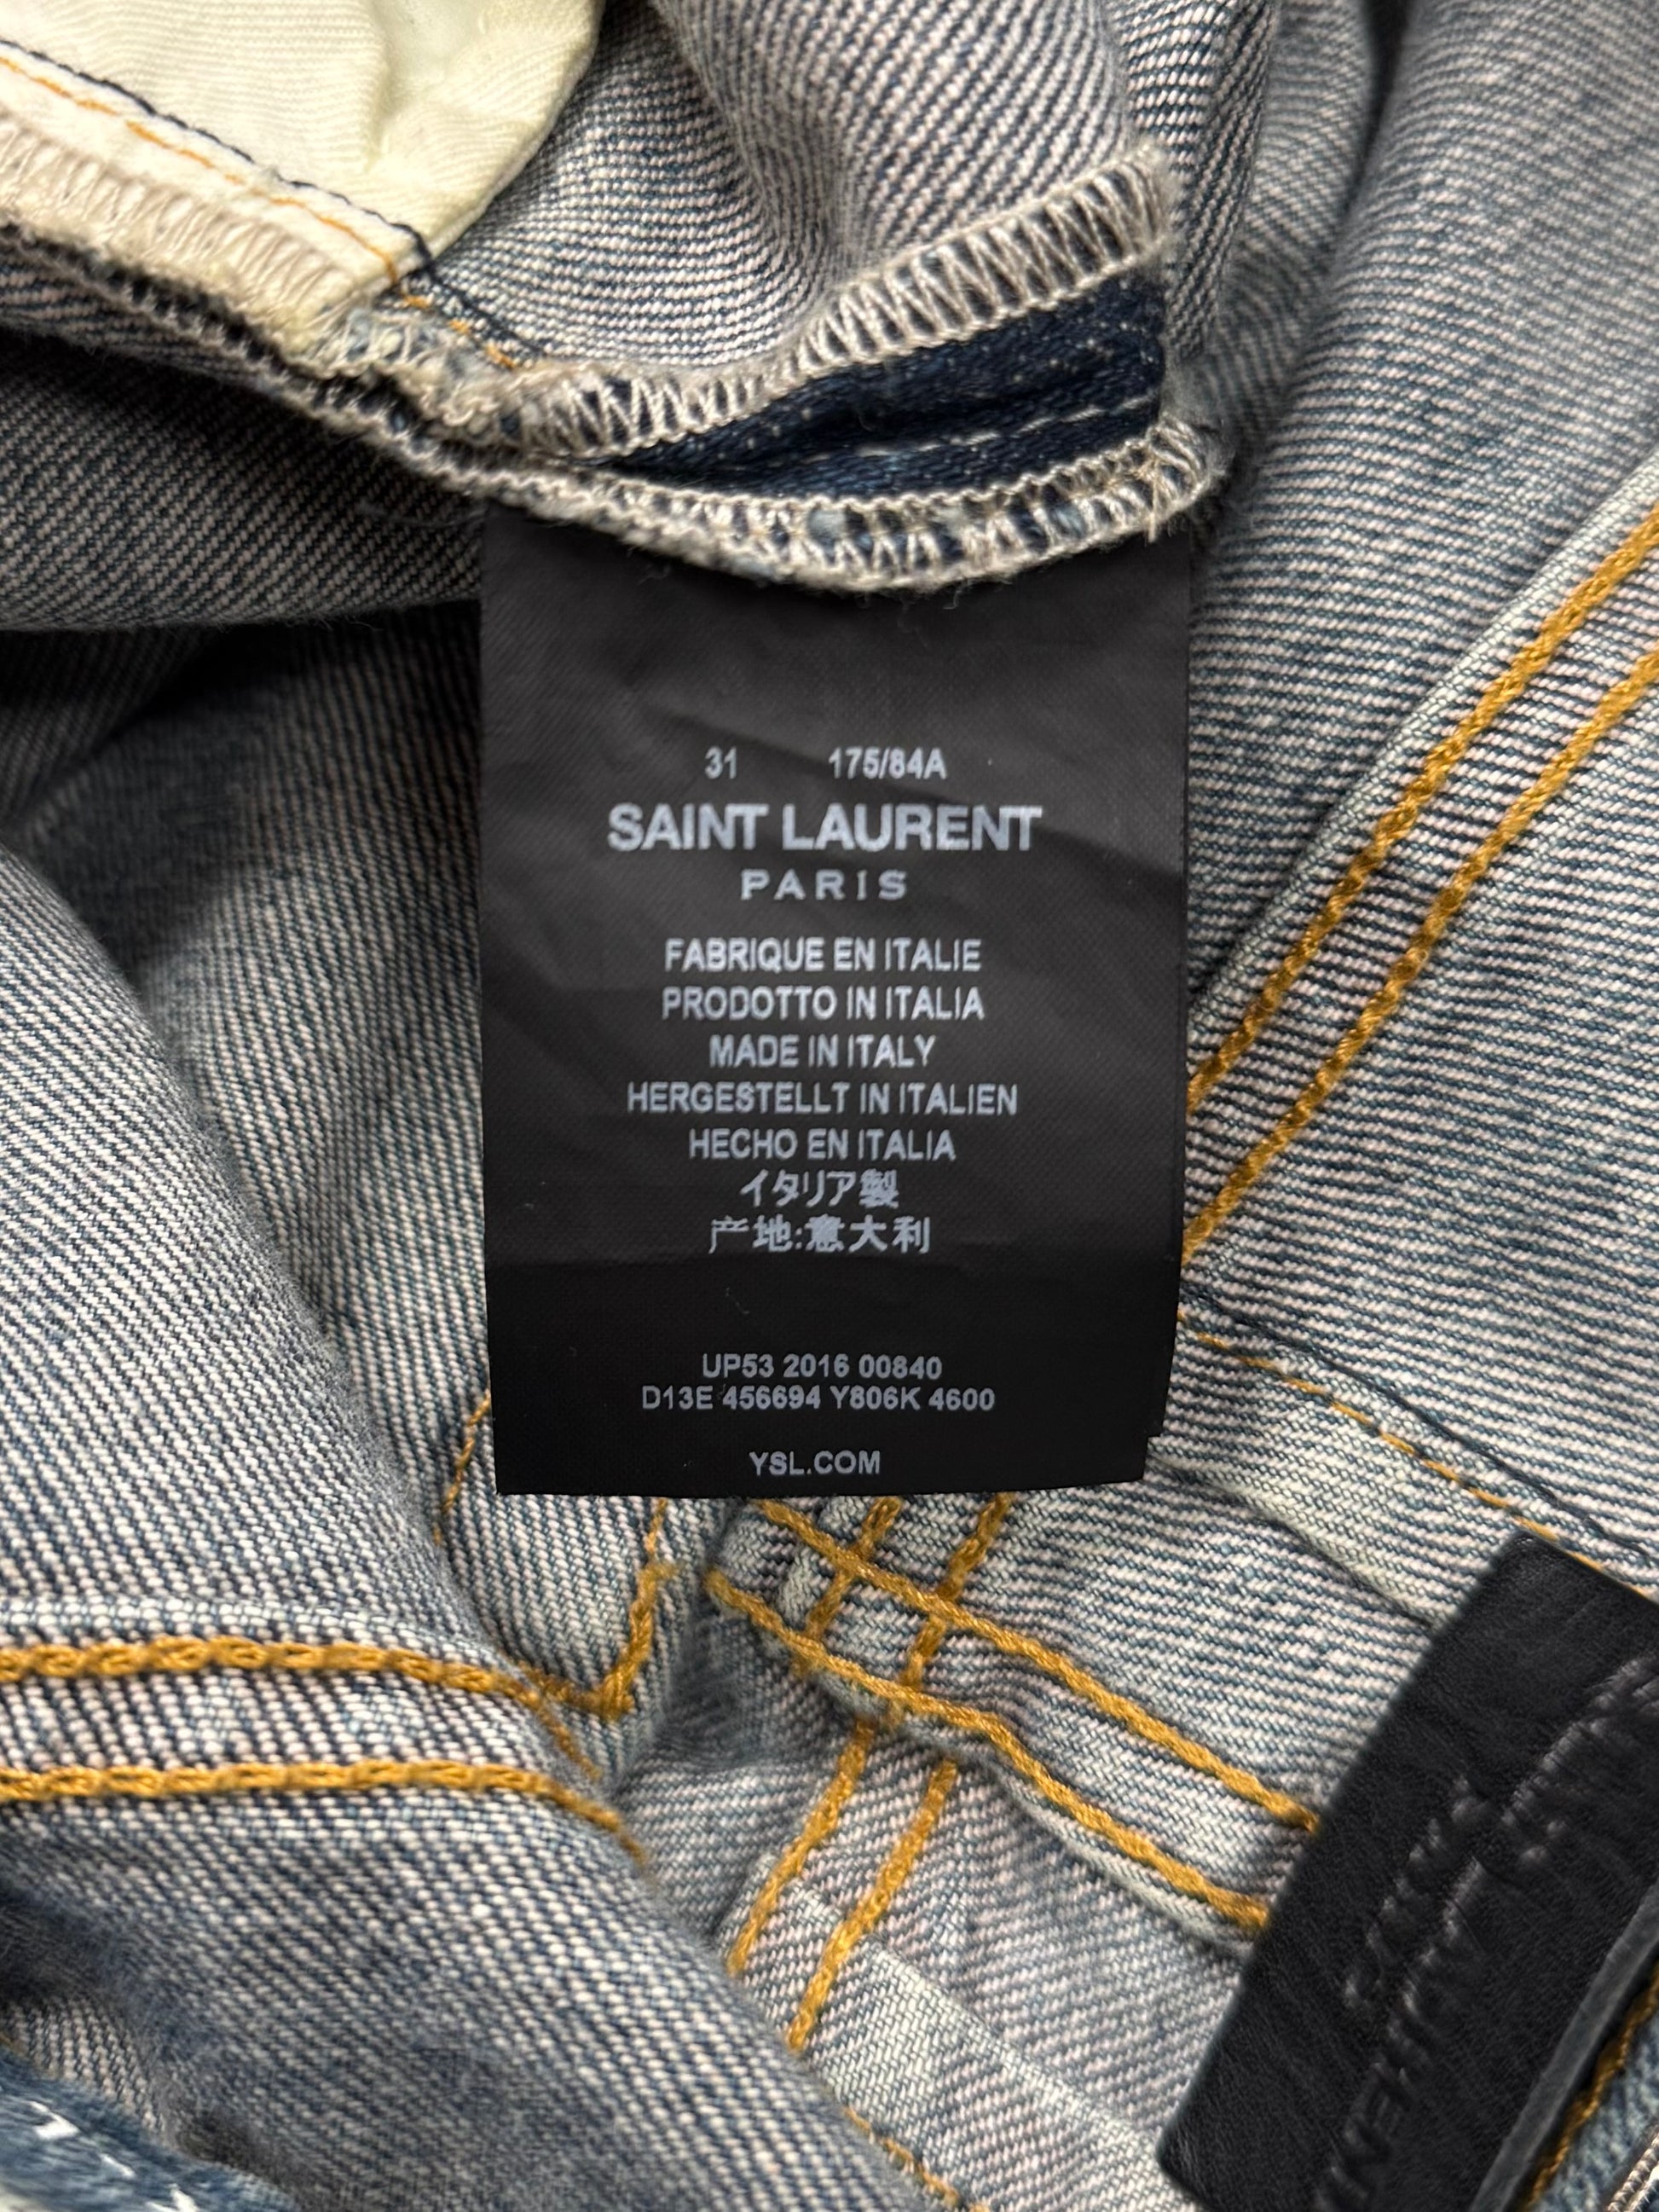 31 175/84A
SAINT LAURENT
PARIS
FABRIQUE EN ITALIE
PRODOTTO IN ITALIA
MADE IN ITALY
HERGESTELLT IN ITALIEN
HECHO EN ITALIA
イタリア製
产地:意大利
UP53 2016 00840
D13E 456694 Y806K 4600
YSL.COM